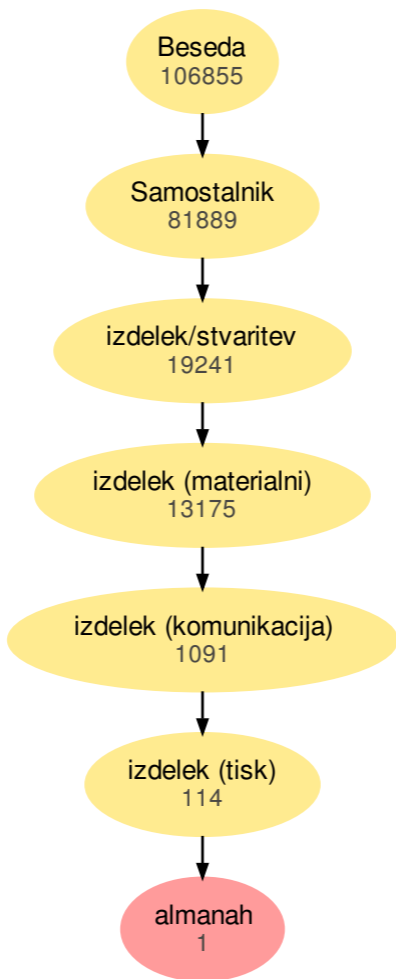 Beseda
106855
Samostalnik
81889
izdelek/stvaritev
19241
izdelek (materialni)
13175
izdelek (komunikacija)
1091
izdelek (tisk)
114
almanah
1